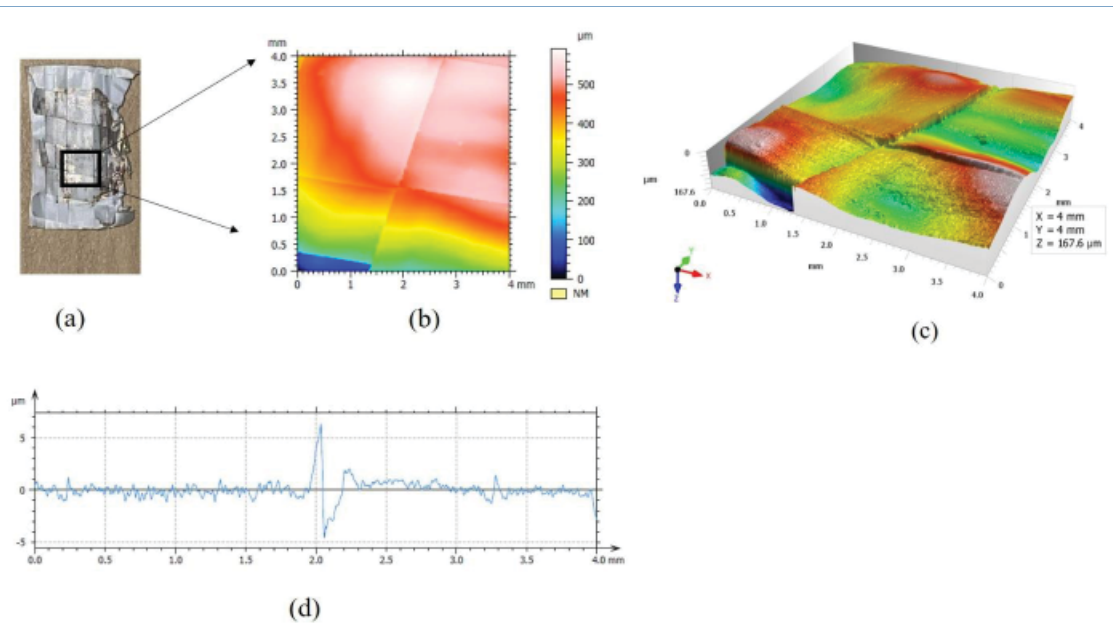 (a)
mm
4.0
3.5
3.0
2.5
2.0
1.5
1.0
0.5
0.0
0 1 2 3 4 mm
µm
500
400
300
200
100
0
NM
(b)
0
µm
167.6
0.0 0.5 1.0 1.5 2.0 2.5 3.0 3.5 4.0
mm
0 1 2 3 4
mm
X = 4 mm
Y = 4 mm
Z = 167.6 µm
Y
X
Z
(c)
µm
5
0
-5
0.0 0.5 1.0 1.5 2.0 2.5 3.0 3.5 4.0 mm
(d)